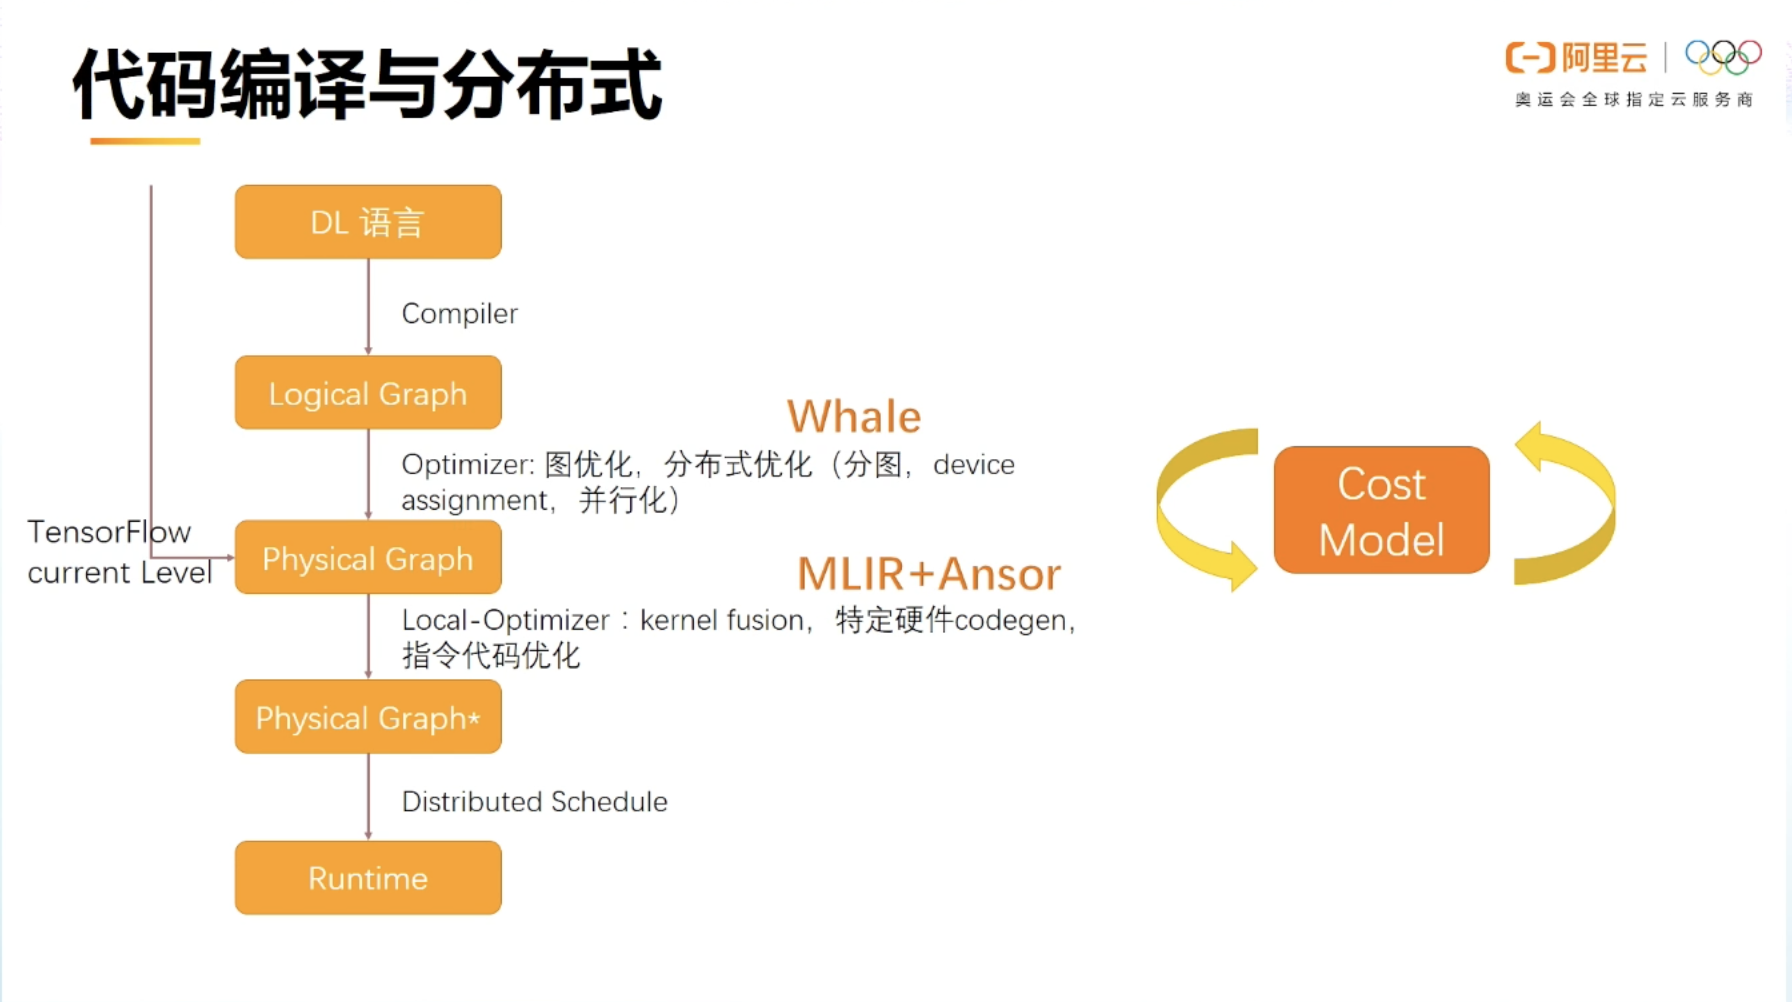 代码编译与分布式
阿里云
奥运会全球指定云服务商
DL 语言
Compiler
Logical Graph
Whale
Optimizer: 图优化，分布式优化（分图，device
assignment，并行化）
TensorFlow
current Level
Physical Graph
MLIR+Ansor
Local-Optimizer：kernel fusion，特定硬件codegen，
指令代码优化
Physical Graph*
Distributed Schedule
Runtime
Cost
Model